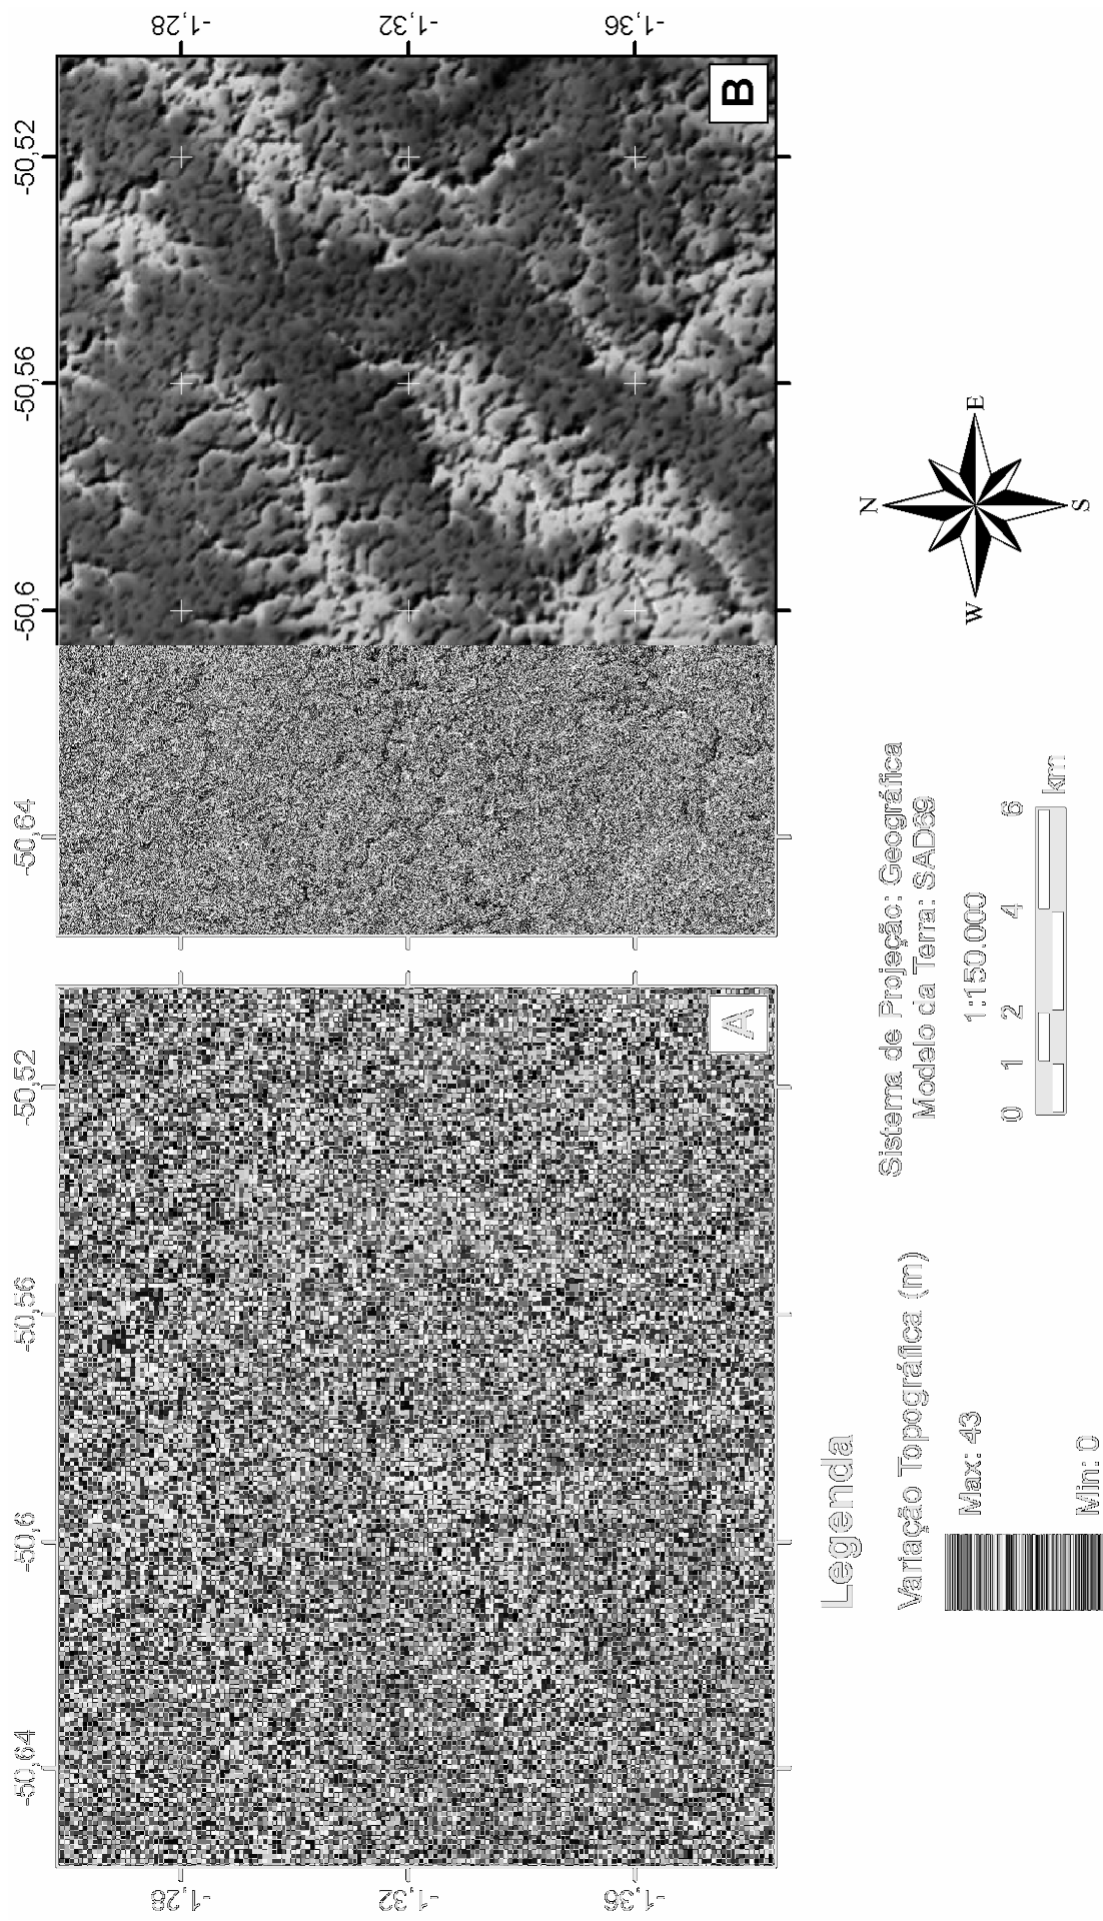 -1,28
-1,32
-1,36
-50,52
-50,56
-50,6
-50,64
B
-50,52
-50,56
-50,6
-50,64
A
-1,28
-1,32
-1,36
N
E
S
W
Legenda
Variação Topográfica (m)
Max: 43
Min: 0
Sistema de Projeção: Geográfica
Modelo da Terra: SAD69
1:150.000
0 1 2 4 6
km